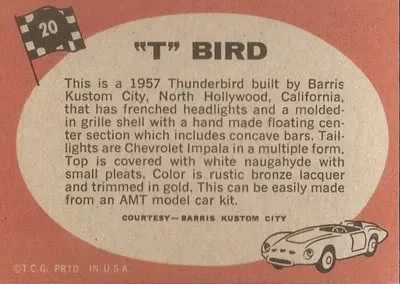 20
"T" BIRD
This is a 1957 Thunderbird built by Barris
Kustom City, North Hollywood, California,
that has frenched headlights and a molded-
in grille shell with a hand made floating cen-
ter section which includes concave bars. Tail-
lights are Chevrolet Impala in a multiple form.
Top is covered with white naugahyde with
small pleats. Color is rustic bronze lacquer
and trimmed in gold. This can be easily made
from an AMT model car kit.
COURTESY—BARRIS KUSTOM CITY
©T.C.G. PRTD. IN U.S.A.